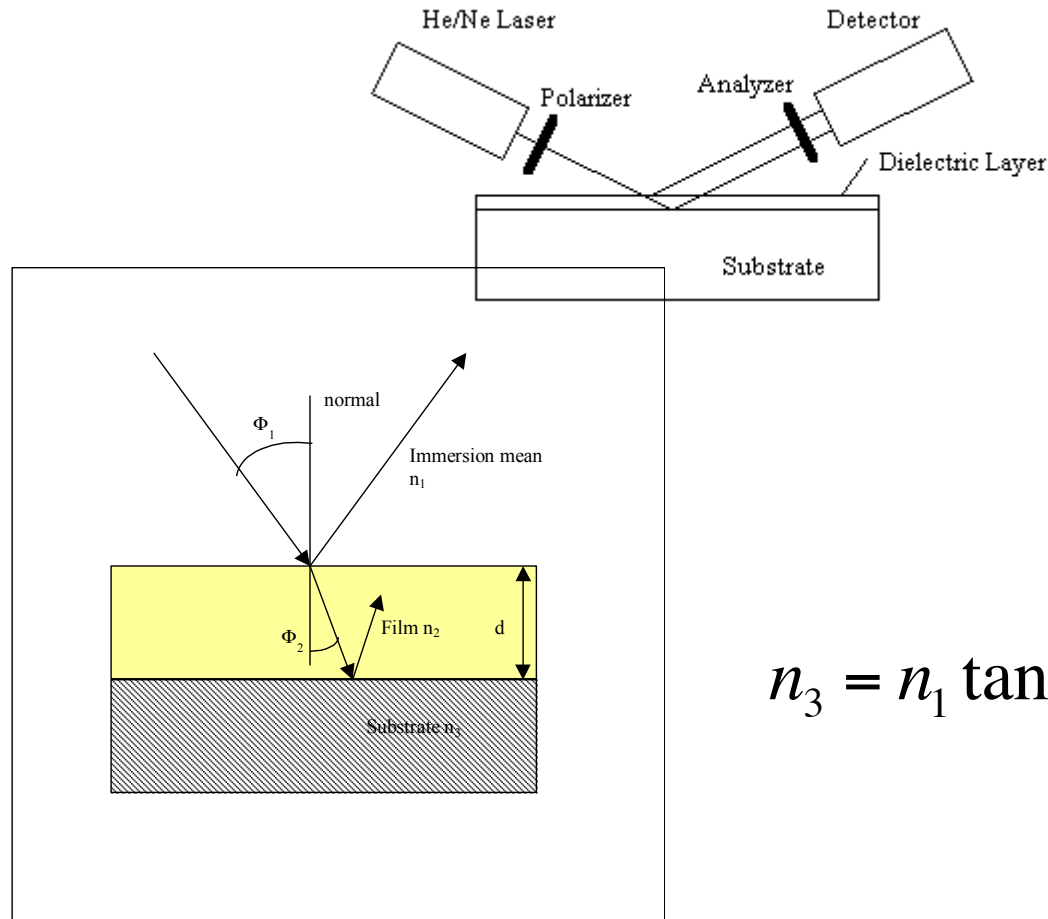 He/Ne Laser
Detector
Polarizer
Analyzer
Dielectric Layer
Substrate
normal
Φ₁
Immersion mean
n₁
Φ₂
Film n₂
d
Substrate n₃
n₃ = n₁ tan